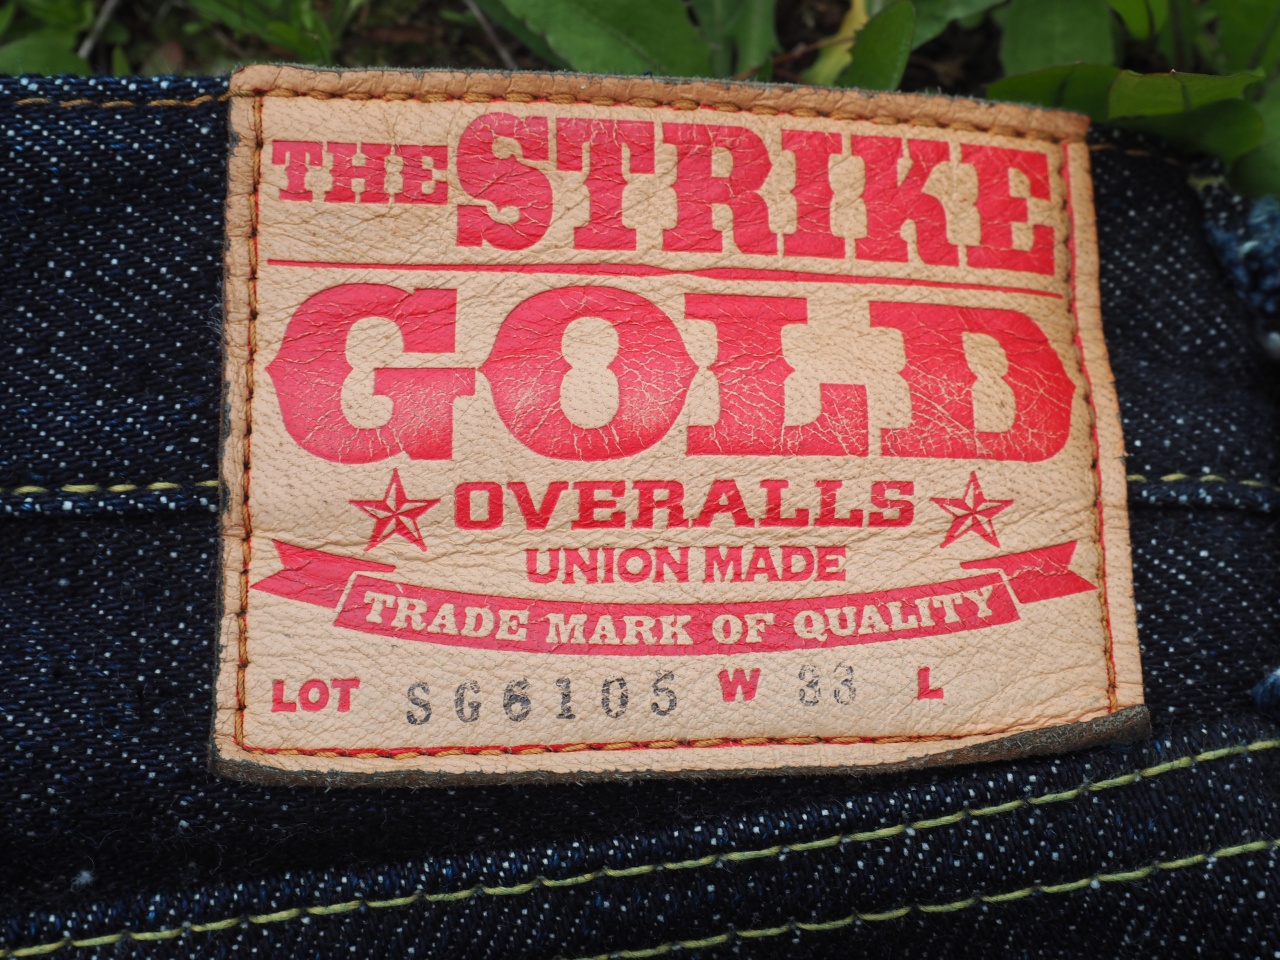 THE STRIKE
GOLD
OVERALLS
UNION MADE
TRADE MARK OF QUALITY
LOT SG6105 W 33 L